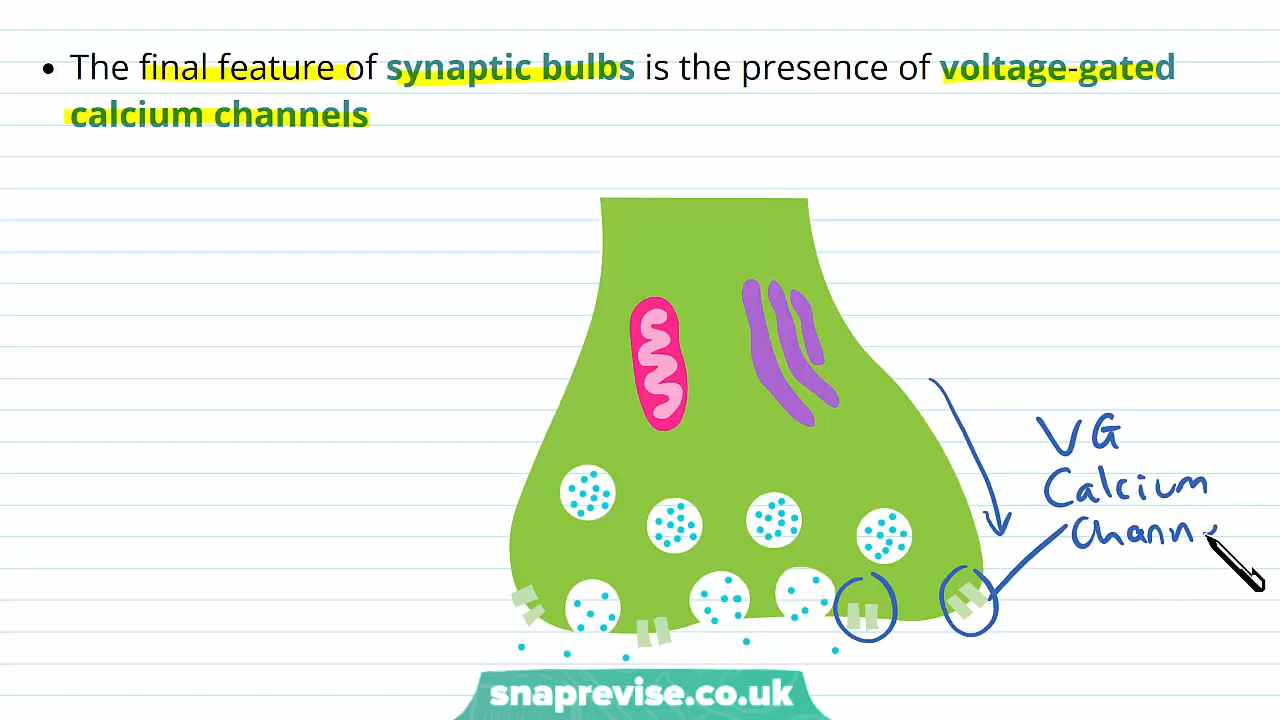 • The final feature of synaptic bulbs is the presence of voltage-gated
calcium channels
VG
Calcium
Chann
snaprevise.co.uk